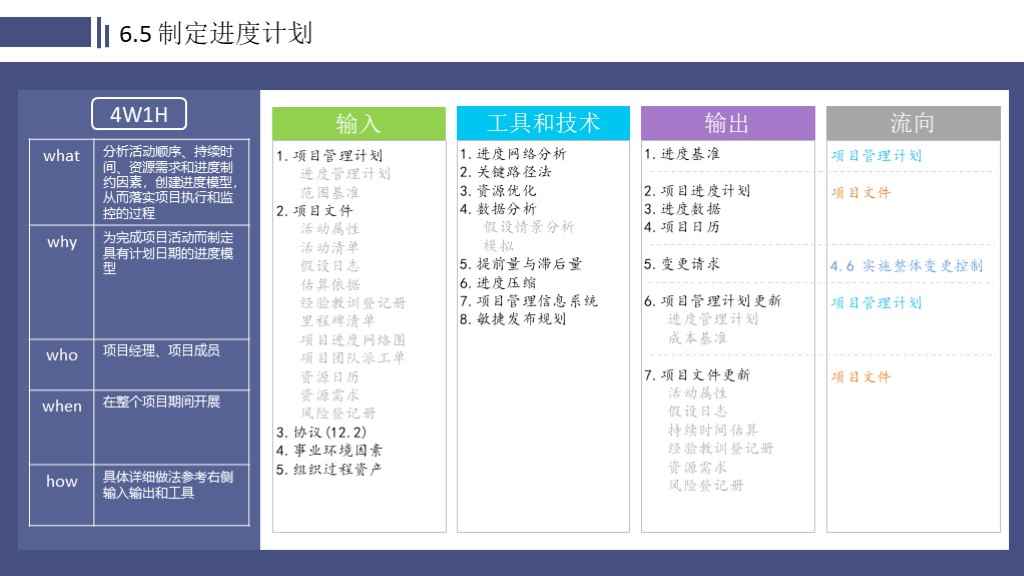 6.5 制定进度计划
4W1H
what
分析活动顺序、持续时
间、资源需求和进度制
约因素，创建进度模型，
从而落实项目执行和监
控的过程
why
为完成项目活动而制定
具有计划日期的进度模
型
who
项目经理、项目成员
when
在整个项目期间开展
how
具体详细做法参考右侧
输入输出和工具
输入
1.项目管理计划
进度管理计划
范围基准
2.项目文件
活动属性
活动清单
假设日志
估算依据
经验教训登记册
里程碑清单
项目进度网络图
项目团队派工单
资源日历
资源需求
风险登记册
3.协议(12.2)
4.事业环境因素
5.组织过程资产
工具和技术
1.进度网络分析
2.关键路径法
3.资源优化
4.数据分析
假设情景分析
模拟
5.提前量与滞后量
6.进度压缩
7.项目管理信息系统
8.敏捷发布规划
输出
1.进度基准
2.项目进度计划
3.进度数据
4.项目日历
5.变更请求
6.项目管理计划更新
进度管理计划
成本基准
7.项目文件更新
活动属性
假设日志
持续时间估算
经验教训登记册
资源需求
风险登记册
流向
项目管理计划
项目文件
4.6 实施整体变更控制
项目管理计划
项目文件